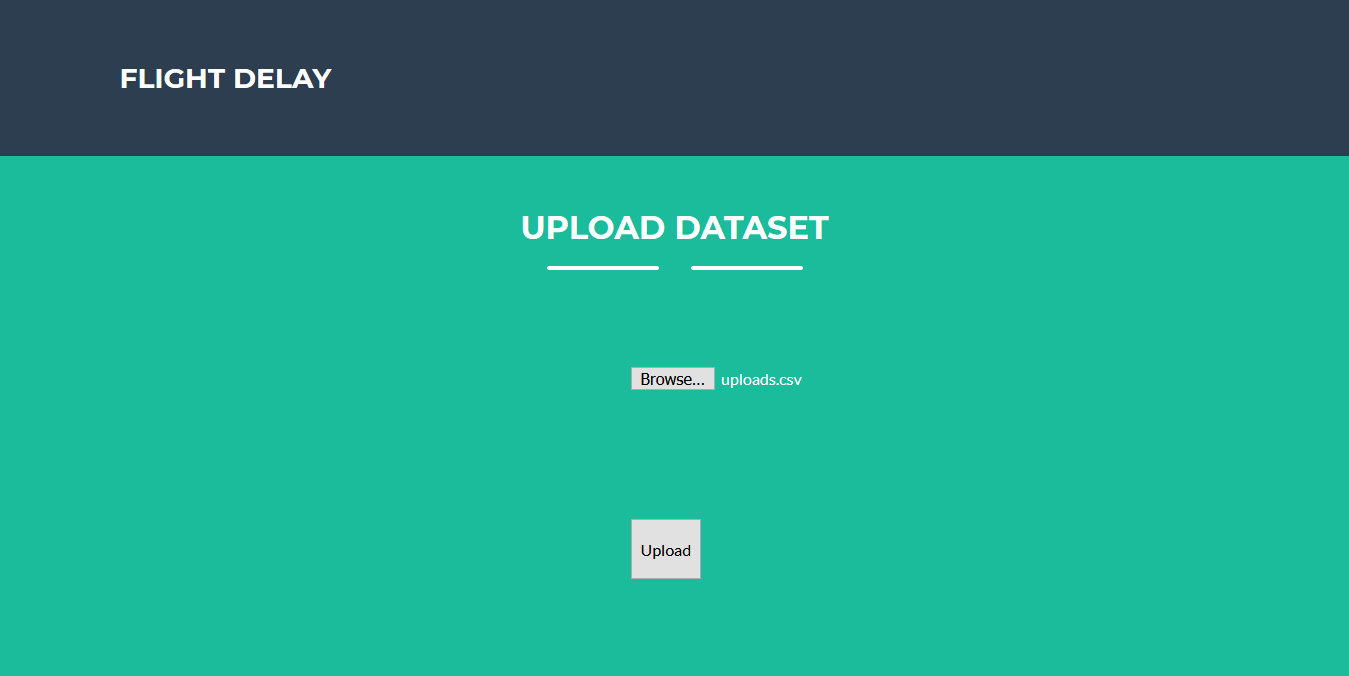 FLIGHT DELAY
UPLOAD DATASET
Browse... uploads.csv
Upload